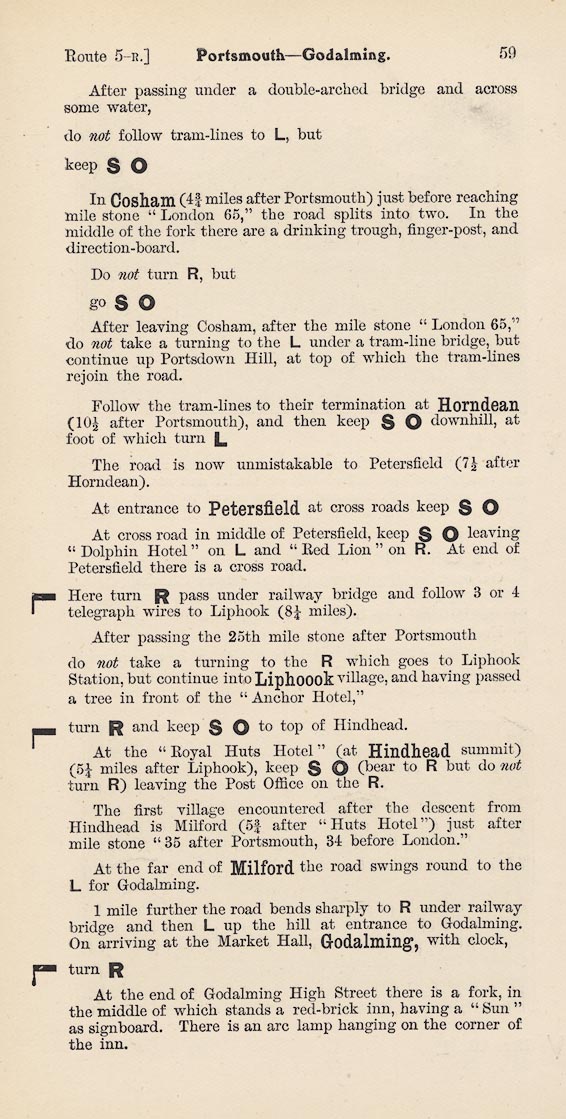 Route 5–R.] Portsmouth—Godalming. 59
After passing under a double-arched bridge and across
some water,
do not follow tram-lines to L, but
keep S O
In Cosham (4¾ miles after Portsmouth) just before reaching
mile stone “ London 65,” the road splits into two. In the
middle of the fork there are a drinking trough, finger-post, and
direction-board.
Do not turn R, but
go S O
After leaving Cosham, after the mile stone “ London 65,”
do not take a turning to the L under a tram-line bridge, but
continue up Portsdown Hill, at top of which the tram-lines
rejoin the road.
Follow the tram-lines to their termination at Horndean
(10½ after Portsmouth), and then keep S O downhill, at
foot of which turn L
The road is now unmistakable to Petersfield (7½ after
Horndean).
At entrance to Petersfield at cross roads keep S O
At cross road in middle of Petersfield, keep S O leaving
“ Dolphin Hotel ” on L and “ Red Lion ” on R. At end of
Petersfield there is a cross road.
Here turn R pass under railway bridge and follow 3 or 4
telegraph wires to Liphook (8¼ miles).
After passing the 25th mile stone after Portsmouth
do not take a turning to the R which goes to Liphook
Station, but continue into Liphoook village, and having passed
a tree in front of the “ Anchor Hotel,”
turn R and keep S O to top of Hindhead.
At the “ Royal Huts Hotel ” (at Hindhead summit)
(5¼ miles after Liphook), keep S O (bear to R but do not
turn R) leaving the Post Office on the R.
The first village encountered after the descent from
Hindhead is Milford (5¾ after “ Huts Hotel ”) just after
mile stone “ 35 after Portsmouth, 34 before London.”
At the far end of Milford the road swings round to the
L for Godalming.
1 mile further the road bends sharply to R under railway
bridge and then L up the hill at entrance to Godalming.
On arriving at the Market Hall, Godalming, with clock,
turn R
At the end of Godalming High Street there is a fork, in
the middle of which stands a red-brick inn, having a “ Sun ”
as signboard. There is an arc lamp hanging on the corner of
the inn.